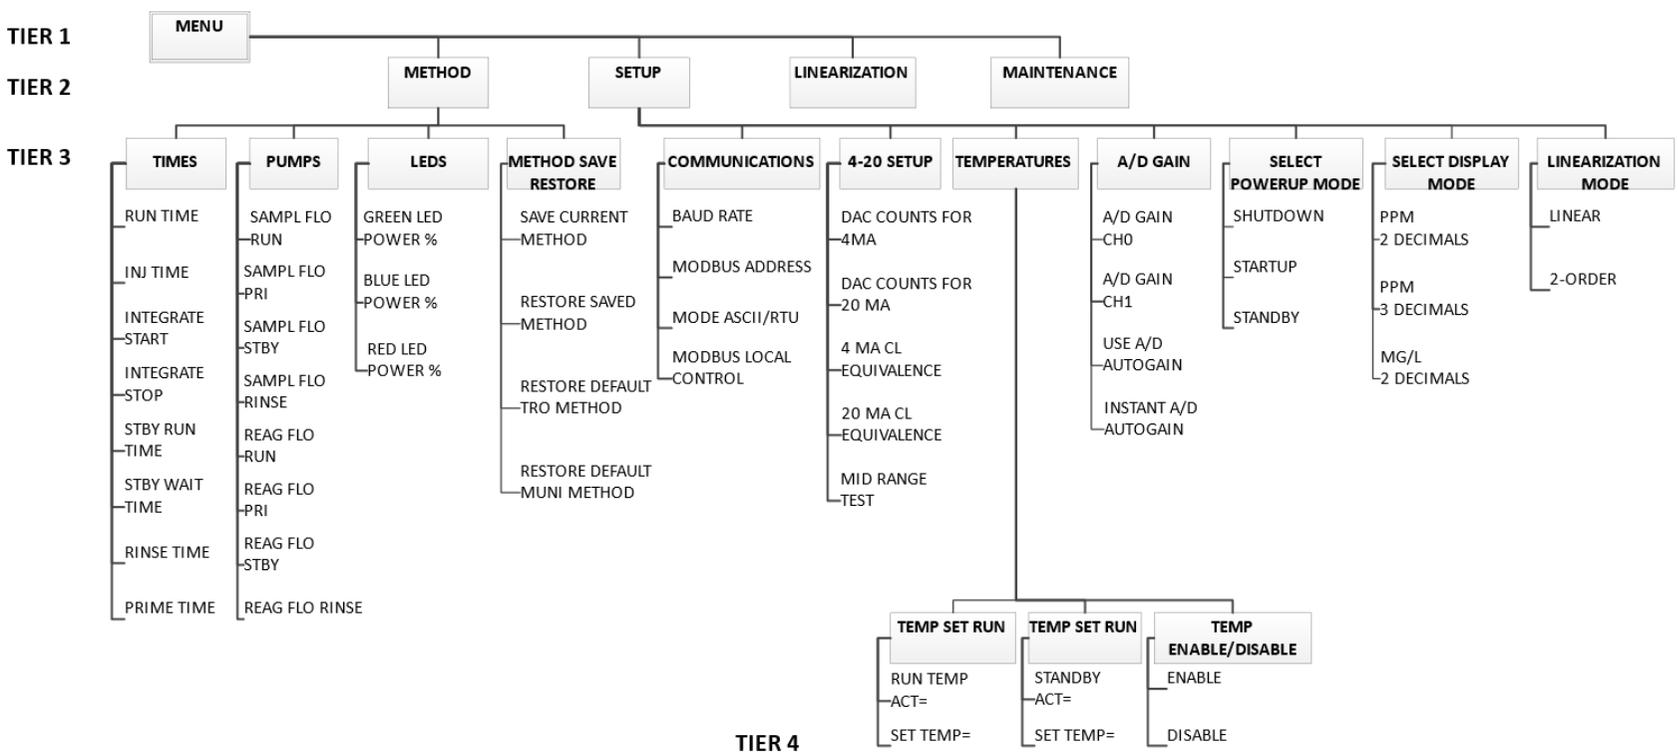 TIER 1
MENU
TIER 2
METHOD
SETUP
LINEARIZATION
MAINTENANCE
TIER 3
TIMES
RUN TIME
INJ TIME
INTEGRATE
START
INTEGRATE
STOP
STBY RUN
TIME
STBY WAIT
TIME
RINSE TIME
PRIME TIME
PUMPS
SAMPL FLO
RUN
SAMPL FLO
PRI
SAMPL FLO
STBY
SAMPL FLO
RINSE
REAG FLO
RUN
REAG FLO
PRI
REAG FLO
STBY
REAG FLO RINSE
LEDS
GREEN LED
POWER %
BLUE LED
POWER %
RED LED
POWER %
METHOD SAVE
RESTORE
SAVE CURRENT
METHOD
RESTORE SAVED
METHOD
RESTORE DEFAULT
TRO METHOD
RESTORE DEFAULT
MUNI METHOD
COMMUNICATIONS
BAUD RATE
MODBUS ADDRESS
MODE ASCII/RTU
MODBUS LOCAL
CONTROL
4-20 SETUP
DAC COUNTS FOR
4MA
DAC COUNTS FOR
20 MA
4 MA CL
EQUIVALENCE
20 MA CL
EQUIVALENCE
MID RANGE
TEST
TEMPERATURES
A/D GAIN
A/D GAIN
CH0
A/D GAIN
CH1
USE A/D
AUTOGAIN
INSTANT A/D
AUTOGAIN
SELECT
POWERUP MODE
SHUTDOWN
STARTUP
STANDBY
SELECT DISPLAY
MODE
PPM
2 DECIMALS
PPM
3 DECIMALS
MG/L
2 DECIMALS
LINEARIZATION
MODE
LINEAR
2-ORDER
TIER 4
TEMP SET RUN
RUN TEMP
ACT=
SET TEMP=
TEMP SET RUN
STANDBY
ACT=
SET TEMP=
TEMP
ENABLE/DISABLE
ENABLE
DISABLE